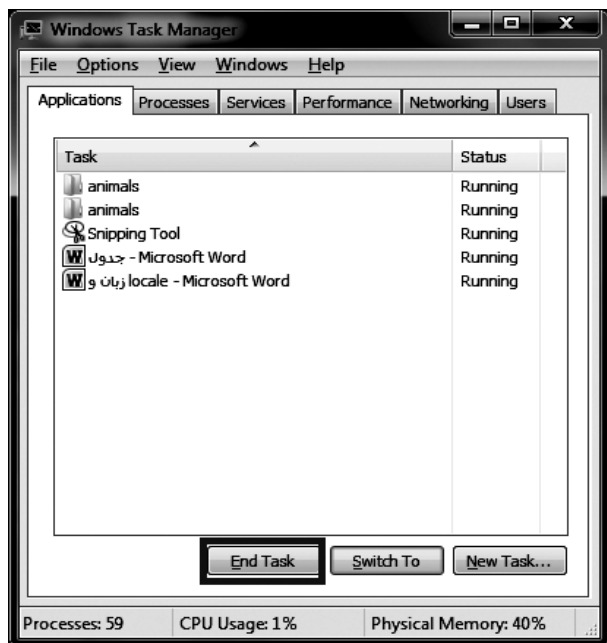 Windows Task Manager
File Options View Windows Help
Applications Processes Services Performance Networking Users
Task Status
animals Running
animals Running
Snipping Tool Running
جدول - Microsoft Word Running
زبان و locale - Microsoft Word Running
End Task Switch To New Task...
Processes: 59 CPU Usage: 1% Physical Memory: 40%